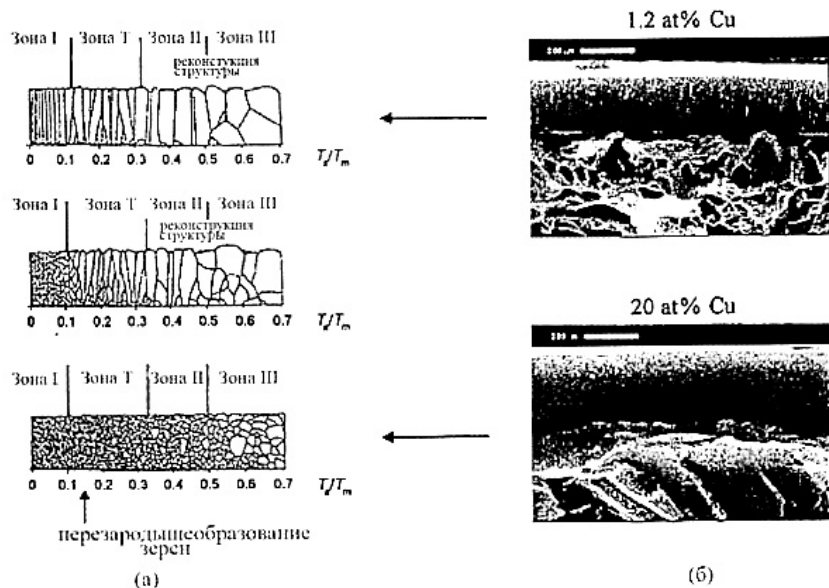 Зона I Зона T Зона II Зона III
реконстукция
структуры
0 0.1 0.2 0.3 0.4 0.5 0.6 0.7 Ts/Tm
Зона I Зона T Зона II Зона III
реконструкция
структуры
0 0.1 0.2 0.3 0.4 0.5 0.6 0.7 Ts/Tm
Зона I Зона T Зона II Зона III
0 0.1 0.2 0.3 0.4 0.5 0.6 0.7 Ts/Tm
перезародышеобразование
зерен
(а)
1.2 at% Cu
20 at% Cu
(б)